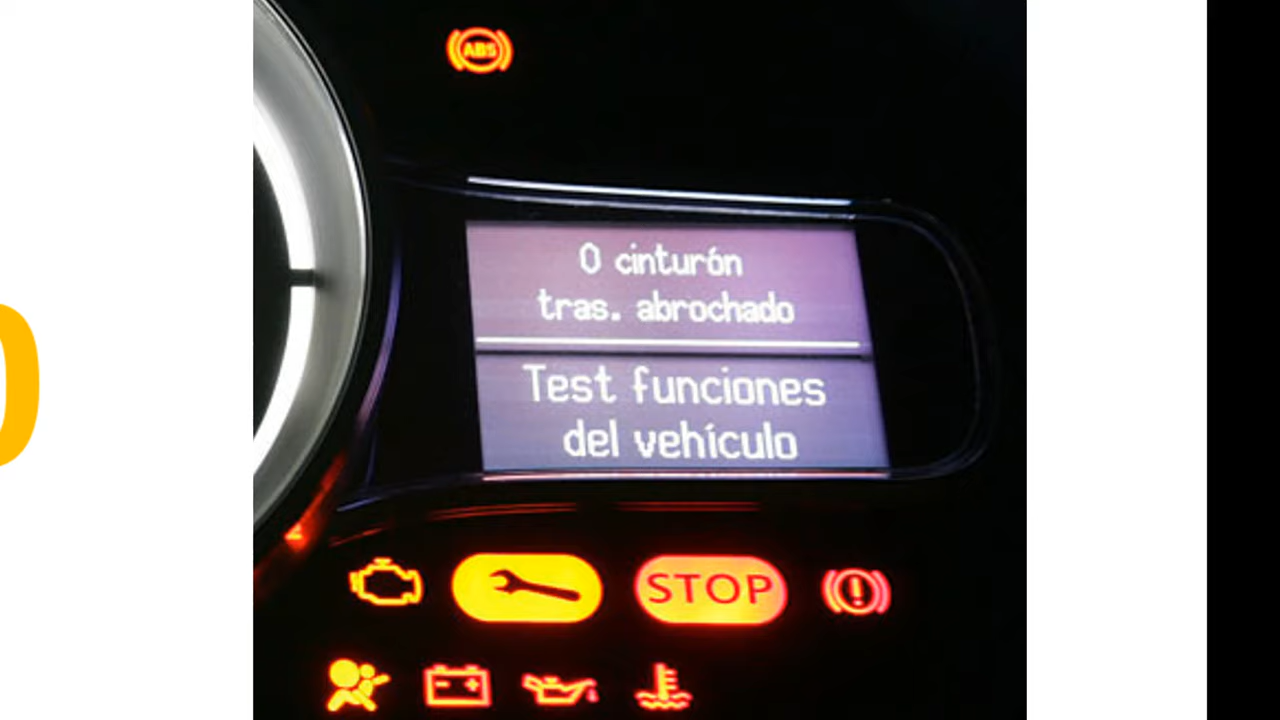 ABS
0 cinturón
tras. abrochado
Test funciones
del vehículo
STOP